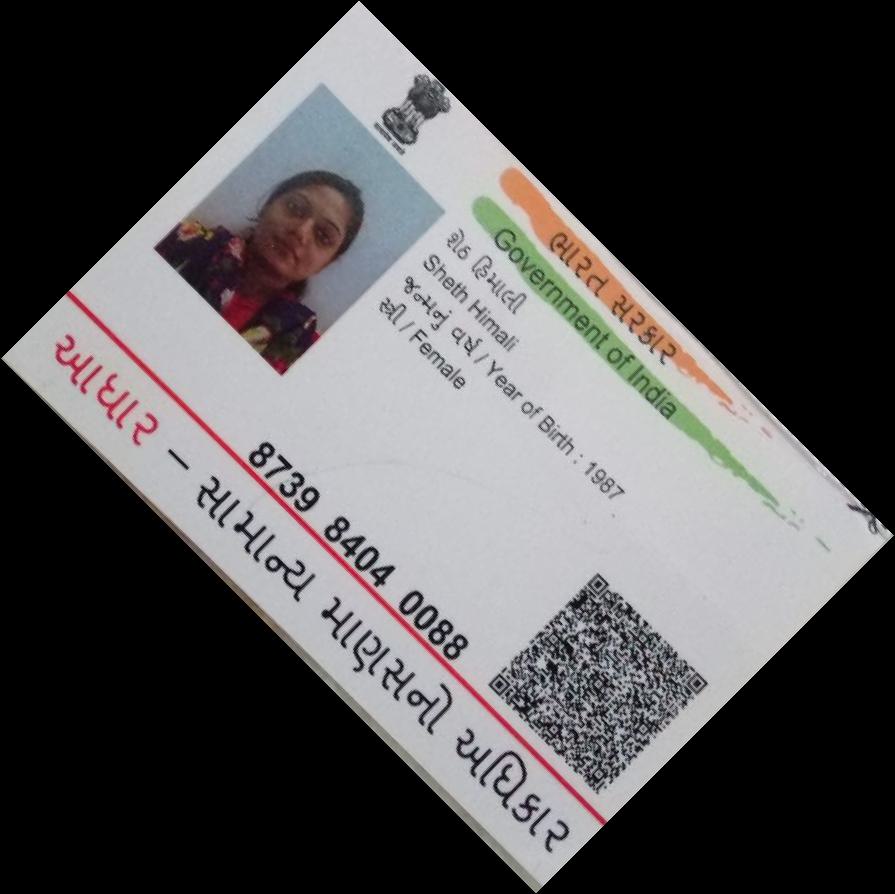 ભારત સરકાર
Government of India
શેઠ હિમાલી
Sheth Himali
જન્મનું વર્ષ / Year of Birth : 1987
સ્ત્રી / Female
8739 8404 0088
આધાર – સામાન્ય માણસનો અધિકાર